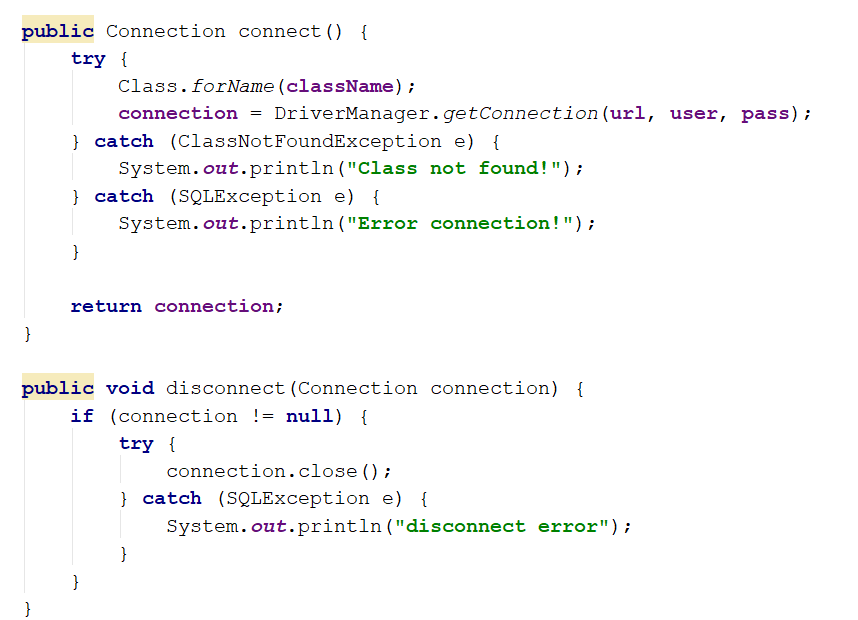 public Connection connect() {
    try {
        Class.forName(className);
        connection = DriverManager.getConnection(url, user, pass);
    } catch (ClassNotFoundException e) {
        System.out.println("Class not found!");
    } catch (SQLException e) {
        System.out.println("Error connection!");
    }

    return connection;
}

public void disconnect(Connection connection) {
    if (connection != null) {
        try {
            connection.close();
        } catch (SQLException e) {
            System.out.println("disconnect error");
        }
    }
}